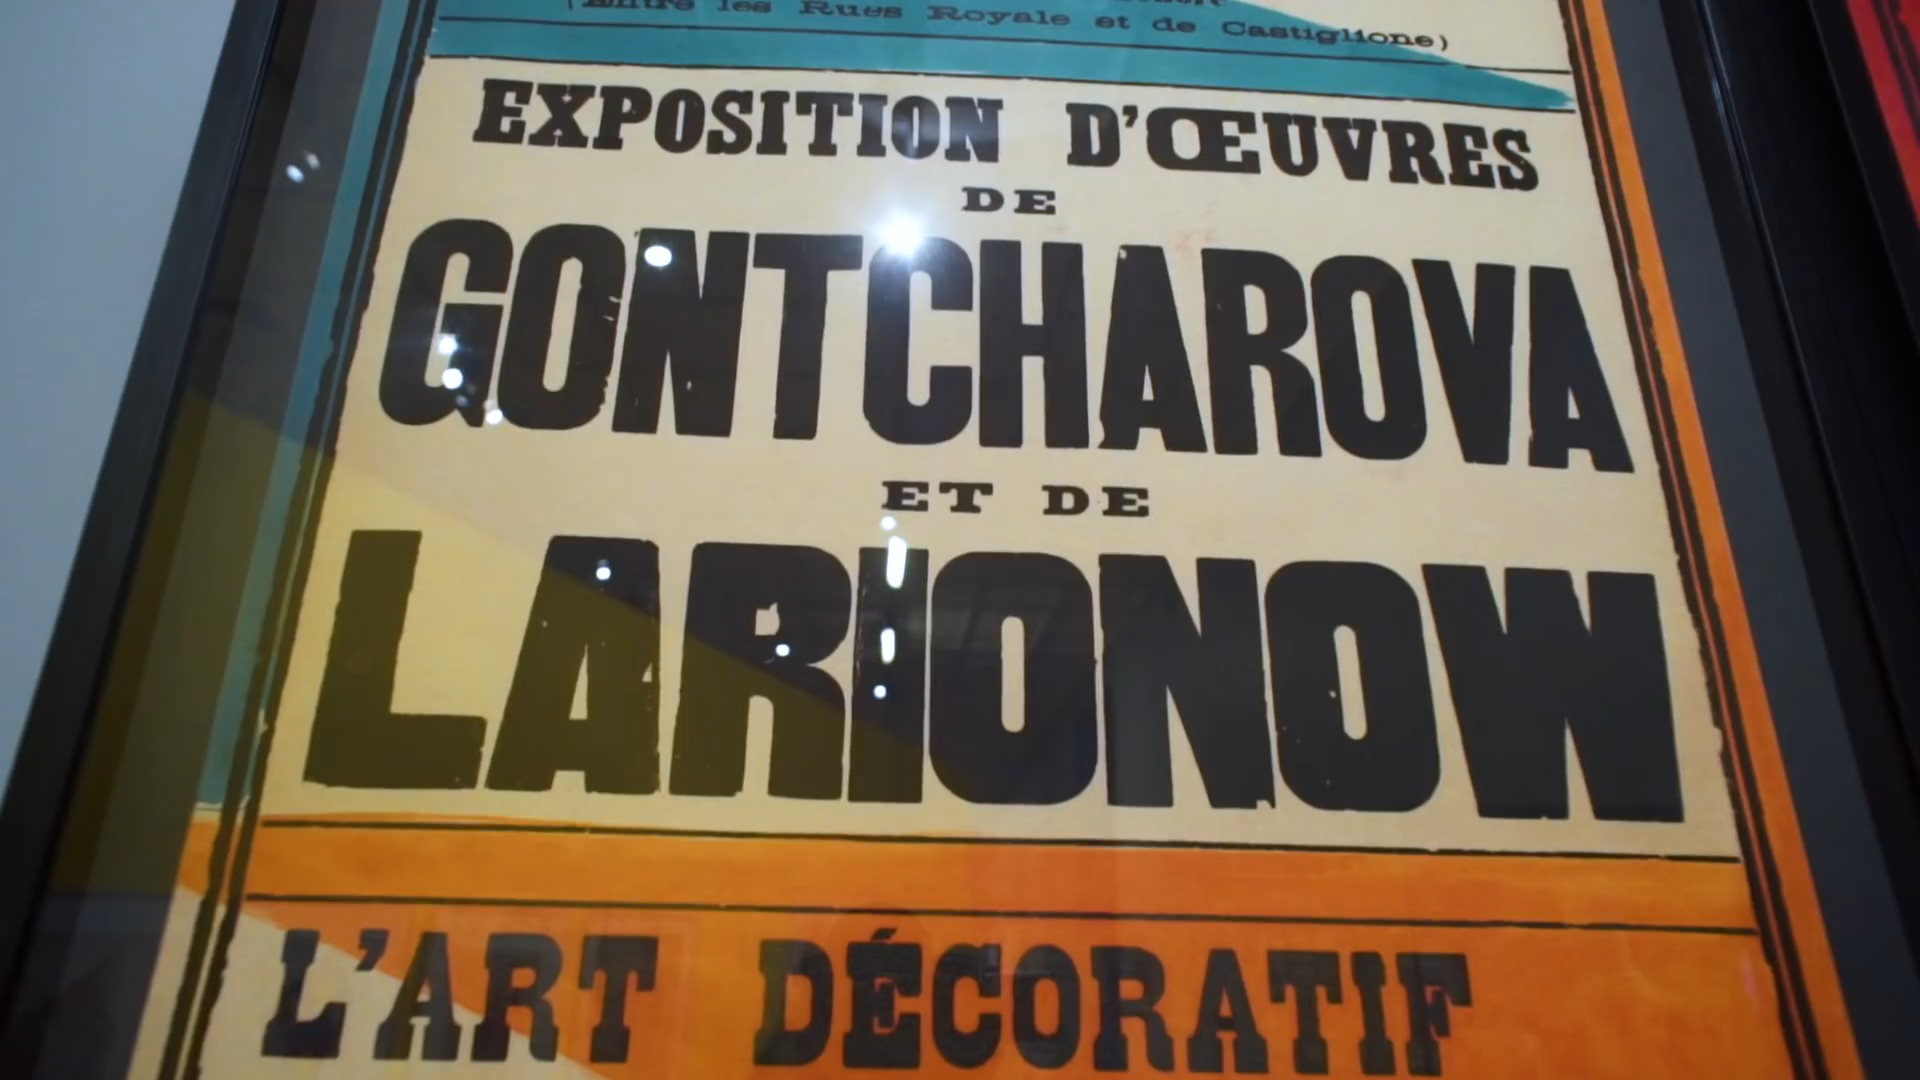 (Entre les Rues Royale et de Castiglione)
EXPOSITION D'ŒUVRES
DE
GONTCHAROVA
ET DE
LARIONOW
L'ART DÉCORATIF